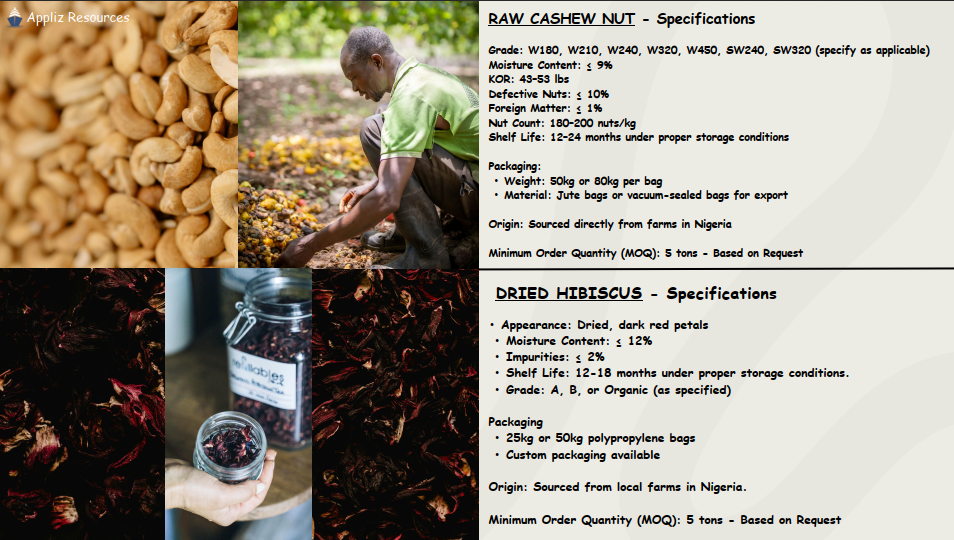 Appliz Resources
RAW CASHEW NUT - Specifications
Grade: W180, W210, W240, W320, W450, SW240, SW320 (specify as applicable)
Moisture Content: ≤ 9%
KOR: 43-53 lbs
Defective Nuts: ≤ 10%
Foreign Matter: ≤ 1%
Nut Count: 180-200 nuts/kg
Shelf Life: 12-24 months under proper storage conditions
Packaging:
• Weight: 50kg or 80kg per bag
• Material: Jute bags or vacuum-sealed bags for export
Origin: Sourced directly from farms in Nigeria
Minimum Order Quantity (MOQ): 5 tons - Based on Request
DRIED HIBISCUS - Specifications
• Appearance: Dried, dark red petals
• Moisture Content: ≤ 12%
• Impurities: ≤ 2%
• Shelf Life: 12-18 months under proper storage conditions.
• Grade: A, B, or Organic (as specified)
Packaging
• 25kg or 50kg polypropylene bags
• Custom packaging available
Origin: Sourced from local farms in Nigeria.
Minimum Order Quantity (MOQ): 5 tons - Based on Request